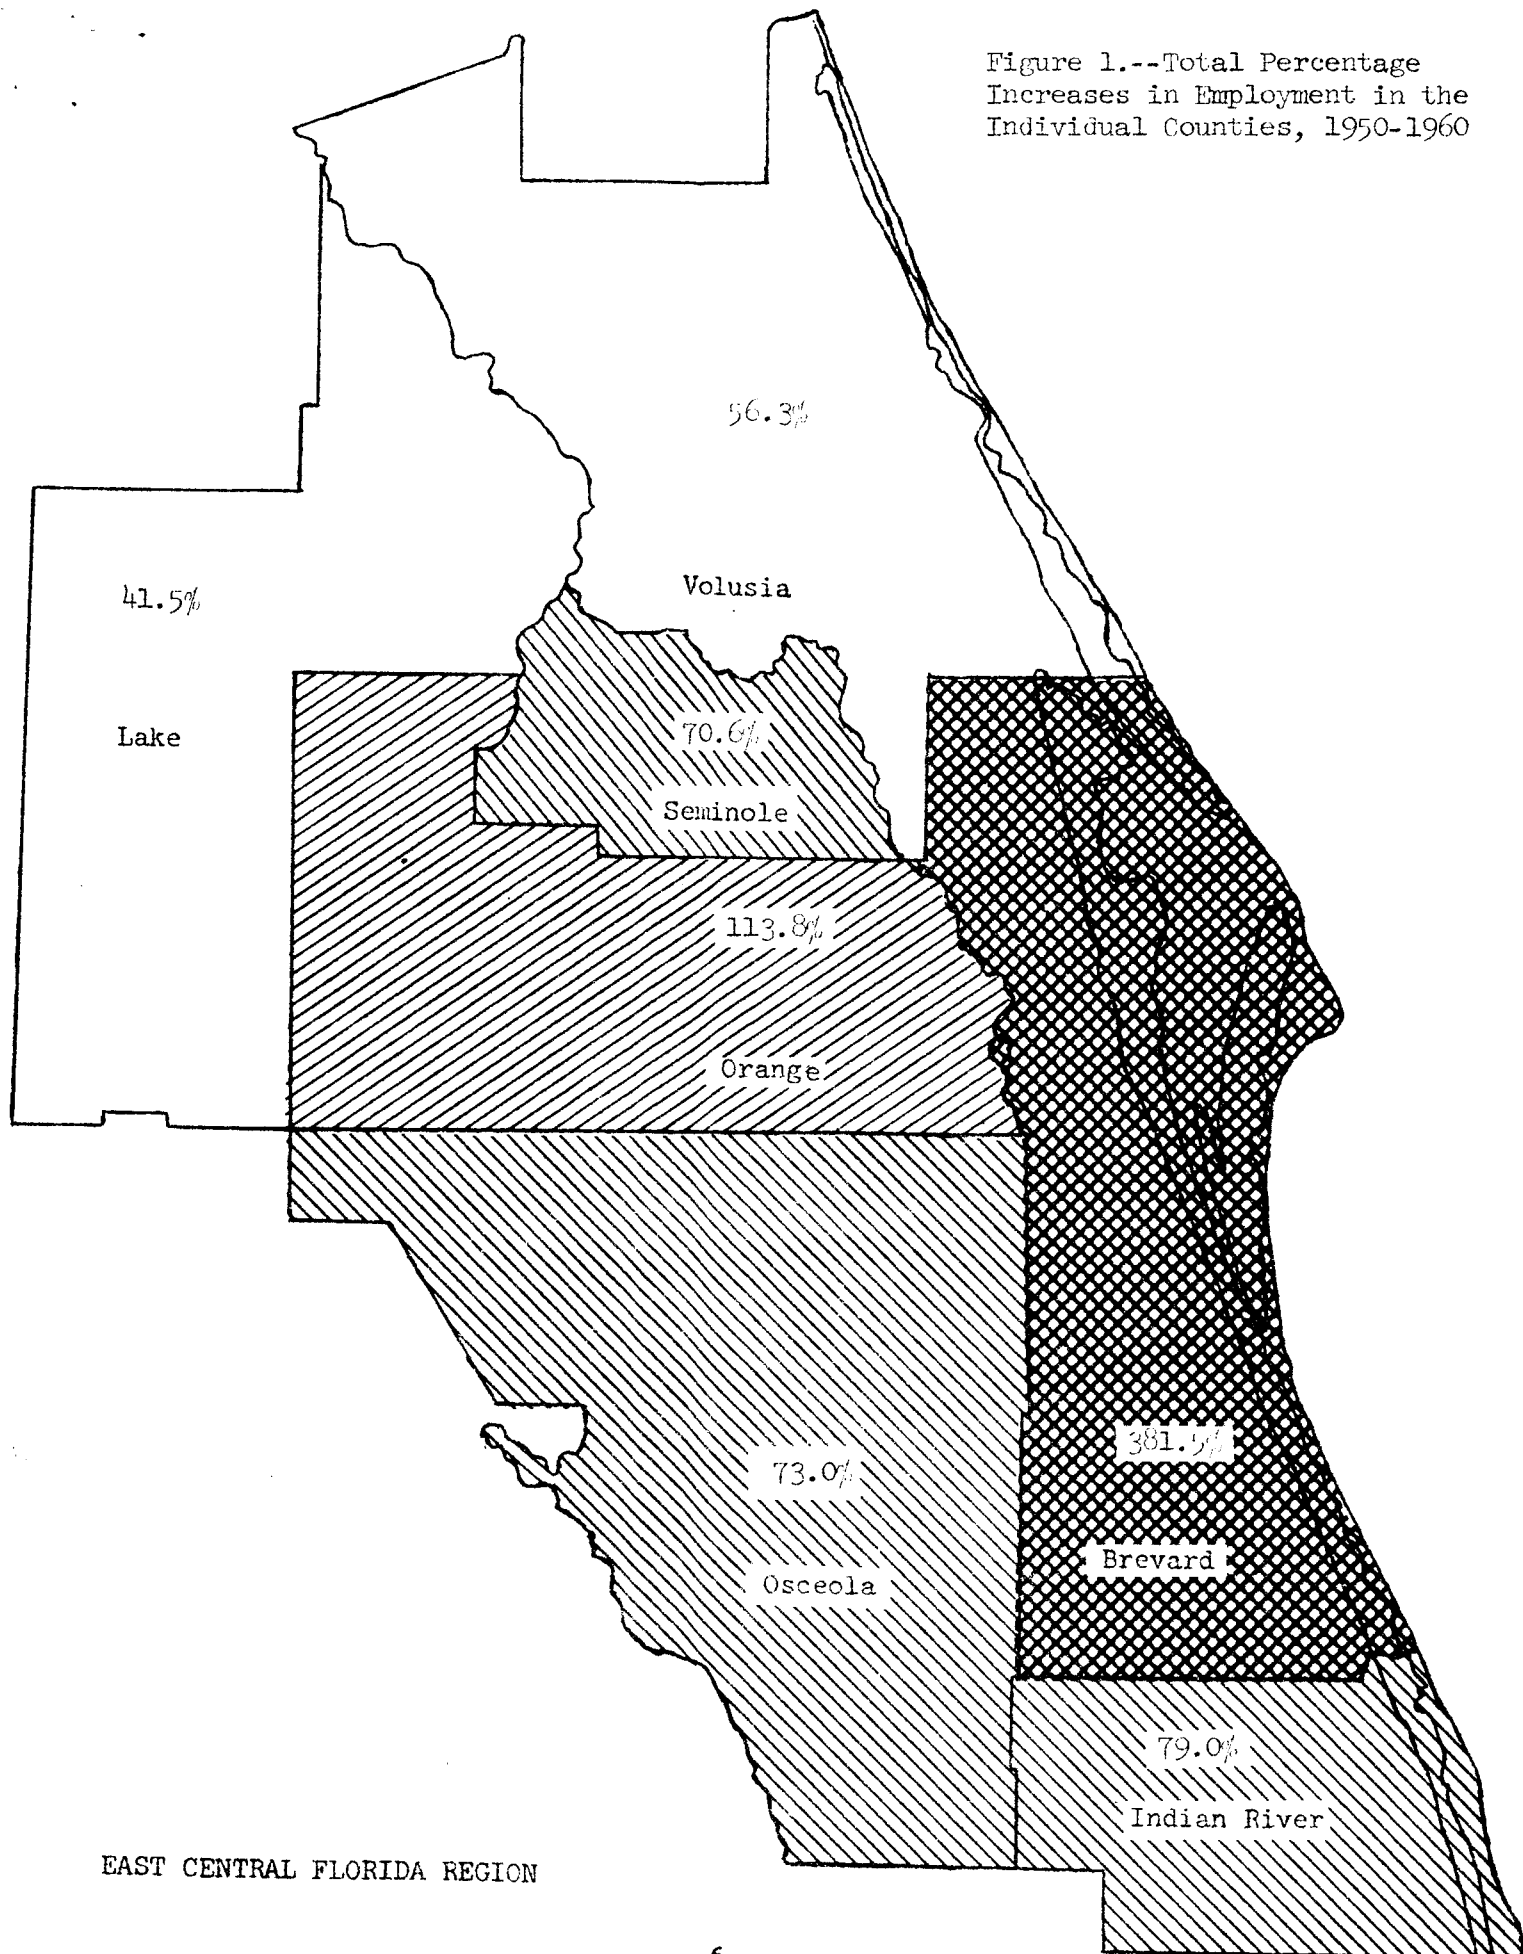 Figure 1.--Total Percentage
Increases in Employment in the
Individual Counties, 1950-1960
56.3%
Volusia
41.5%
Lake
70.6%
Seminole
113.8%
Orange
381.5%
Brevard
73.0%
Osceola
79.0%
Indian River
EAST CENTRAL FLORIDA REGION
6